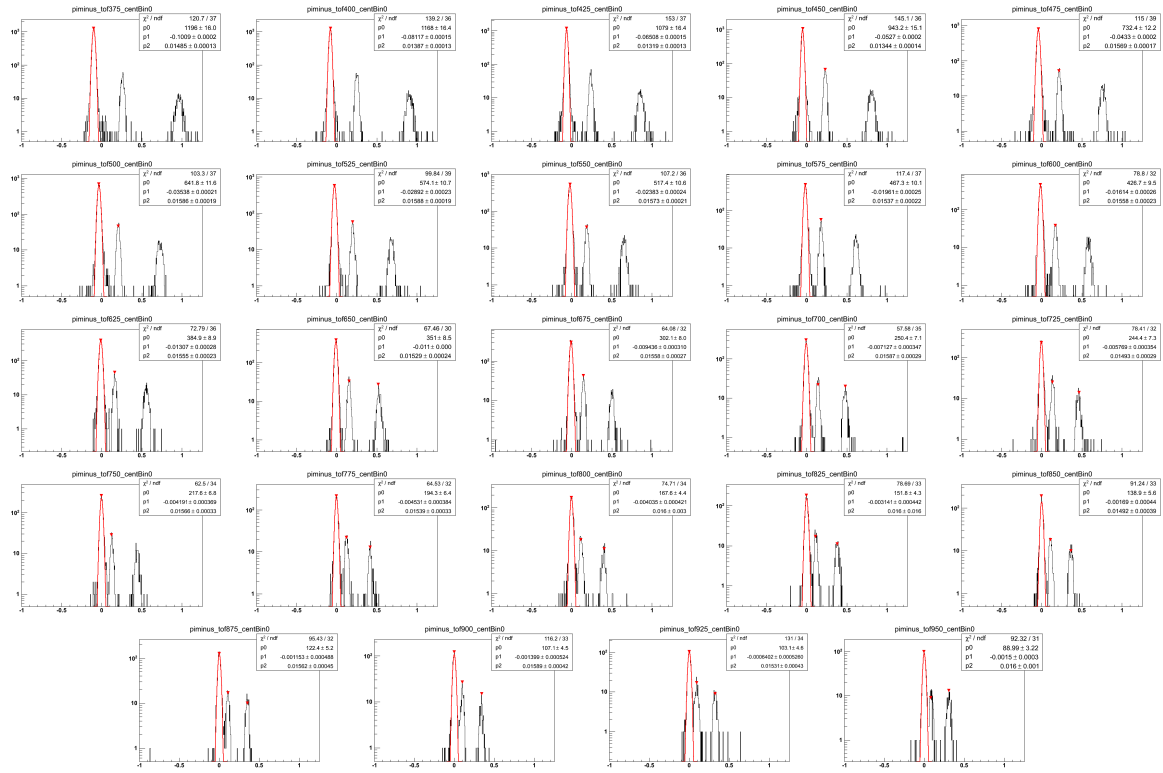 piminus_tof375_centBin0
χ² / ndf 120.7 / 37
p0 1196 ± 16.0
p1 -0.1009 ± 0.0002
p2 0.01485 ± 0.00013
piminus_tof400_centBin0
χ² / ndf 139.2 / 36
p0 1168 ± 16.4
p1 -0.08117 ± 0.00015
p2 0.01387 ± 0.00013
piminus_tof425_centBin0
χ² / ndf 153 / 37
p0 1079 ± 16.4
p1 -0.06508 ± 0.00015
p2 0.01319 ± 0.00013
piminus_tof450_centBin0
χ² / ndf 145.1 / 36
p0 943.2 ± 15.1
p1 -0.0527 ± 0.0002
p2 0.01344 ± 0.00014
piminus_tof475_centBin0
χ² / ndf 115 / 39
p0 732.4 ± 12.2
p1 -0.0433 ± 0.0002
p2 0.01569 ± 0.00017
piminus_tof500_centBin0
χ² / ndf 103.3 / 37
p0 641.8 ± 11.6
p1 -0.03538 ± 0.00021
p2 0.01586 ± 0.00019
piminus_tof525_centBin0
χ² / ndf 99.84 / 39
p0 574.1 ± 10.7
p1 -0.02892 ± 0.00023
p2 0.01588 ± 0.00019
piminus_tof550_centBin0
χ² / ndf 107.2 / 36
p0 517.4 ± 10.6
p1 -0.02383 ± 0.00024
p2 0.01573 ± 0.00021
piminus_tof575_centBin0
χ² / ndf 117.4 / 37
p0 467.3 ± 10.1
p1 -0.01961 ± 0.00025
p2 0.01537 ± 0.00022
piminus_tof600_centBin0
χ² / ndf 78.8 / 32
p0 426.7 ± 9.5
p1 -0.01614 ± 0.00026
p2 0.01558 ± 0.00023
piminus_tof625_centBin0
χ² / ndf 72.79 / 36
p0 384.9 ± 8.9
p1 -0.01307 ± 0.00028
p2 0.01555 ± 0.00023
piminus_tof650_centBin0
χ² / ndf 67.46 / 30
p0 351 ± 8.5
p1 -0.011 ± 0.000
p2 0.01529 ± 0.00024
piminus_tof675_centBin0
χ² / ndf 64.08 / 32
p0 302.1 ± 8.0
p1 -0.009436 ± 0.000310
p2 0.01558 ± 0.00027
piminus_tof700_centBin0
χ² / ndf 57.58 / 35
p0 250.4 ± 7.1
p1 -0.007127 ± 0.000347
p2 0.01587 ± 0.00029
piminus_tof725_centBin0
χ² / ndf 76.41 / 32
p0 244.4 ± 7.3
p1 -0.005769 ± 0.000354
p2 0.01493 ± 0.00029
piminus_tof750_centBin0
χ² / ndf 62.5 / 34
p0 217.6 ± 6.8
p1 -0.004191 ± 0.000369
p2 0.01566 ± 0.00033
piminus_tof775_centBin0
χ² / ndf 64.53 / 32
p0 194.3 ± 6.4
p1 -0.004531 ± 0.000384
p2 0.01539 ± 0.00033
piminus_tof800_centBin0
χ² / ndf 74.71 / 34
p0 167.6 ± 4.4
p1 -0.004035 ± 0.000421
p2 0.016 ± 0.003
piminus_tof825_centBin0
χ² / ndf 78.69 / 33
p0 151.8 ± 4.3
p1 -0.003141 ± 0.000442
p2 0.016 ± 0.016
piminus_tof850_centBin0
χ² / ndf 91.24 / 33
p0 138.9 ± 5.6
p1 -0.00169 ± 0.00044
p2 0.01492 ± 0.00039
piminus_tof875_centBin0
χ² / ndf 95.43 / 32
p0 122.4 ± 5.2
p1 -0.001153 ± 0.000488
p2 0.01562 ± 0.00045
piminus_tof900_centBin0
χ² / ndf 116.2 / 33
p0 107.1 ± 4.5
p1 -0.001399 ± 0.000524
p2 0.01589 ± 0.00042
piminus_tof925_centBin0
χ² / ndf 131 / 34
p0 103.1 ± 4.6
p1 -0.0006402 ± 0.0005260
p2 0.01531 ± 0.00043
piminus_tof950_centBin0
χ² / ndf 92.32 / 31
p0 88.99 ± 3.22
p1 -0.0015 ± 0.0003
p2 0.016 ± 0.001